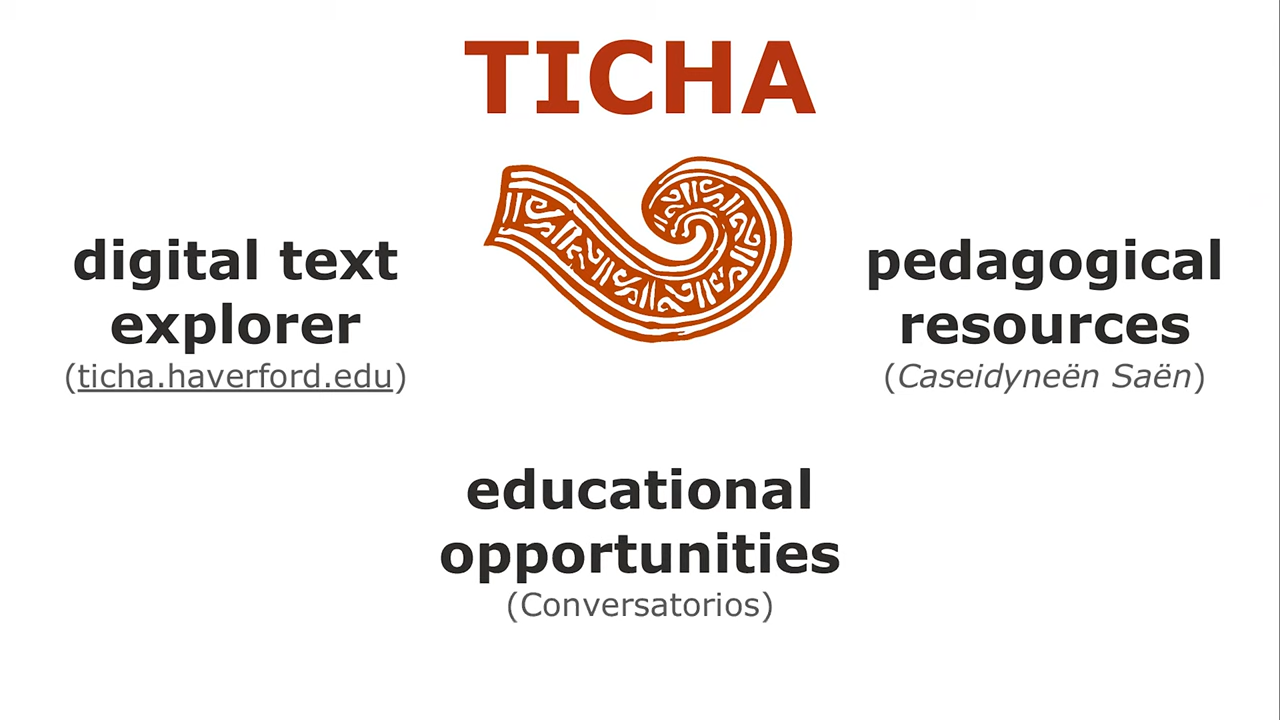 TICHA
digital text
explorer
(ticha.haverford.edu)
pedagogical
resources
(Caseidyneën Saën)
educational
opportunities
(Conversatorios)